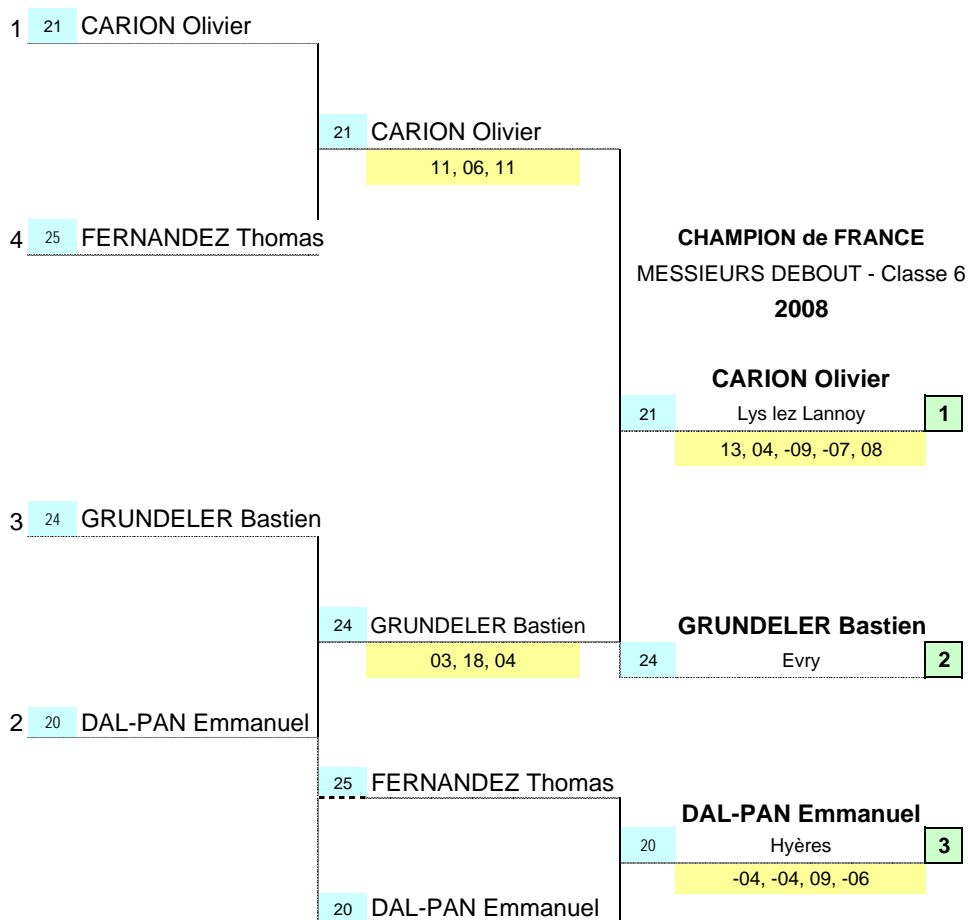 1 21 CARION Olivier
21 CARION Olivier
11, 06, 11
4 25 FERNANDEZ Thomas
CHAMPION de FRANCE
MESSIEURS DEBOUT - Classe 6
2008
CARION Olivier
21 Lys lez Lannoy 1
13, 04, -09, -07, 08
3 24 GRUNDELER Bastien
24 GRUNDELER Bastien
03, 18, 04
GRUNDELER Bastien
24 Evry 2
2 20 DAL-PAN Emmanuel
25 FERNANDEZ Thomas
DAL-PAN Emmanuel
20 Hyères 3
-04, -04, 09, -06
20 DAL-PAN Emmanuel